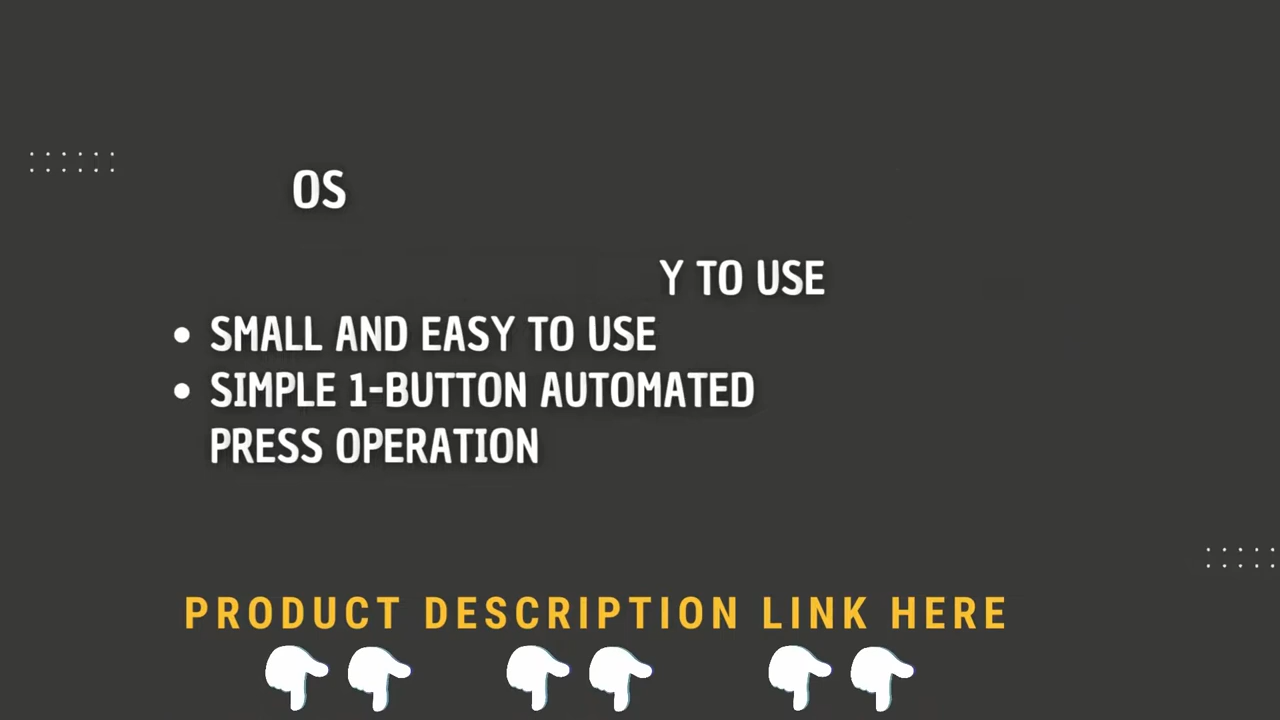 OS
Y TO USE
• SMALL AND EASY TO USE
• SIMPLE 1-BUTTON AUTOMATED
PRESS OPERATION
PRODUCT DESCRIPTION LINK HERE